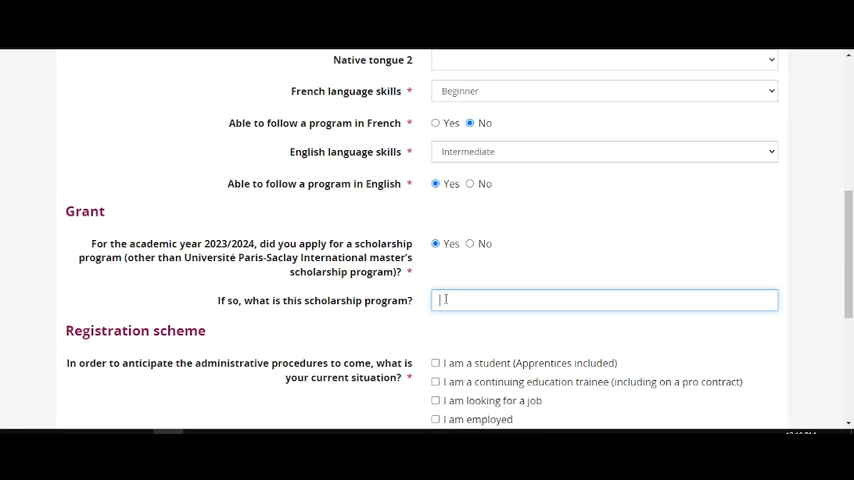 Native tongue 2
French language skills * Beginner
Able to follow a program in French * Yes No
English language skills * Intermediate
Able to follow a program in English * Yes No
Grant
For the academic year 2023/2024, did you apply for a scholarship Yes No
program (other than Université Paris-Saclay International master's
scholarship program)? *
If so, what is this scholarship program?
Registration scheme
In order to anticipate the administrative procedures to come, what is I am a student (Apprentices included)
your current situation? * I am a continuing education trainee (including on a pro contract)
I am looking for a job
I am employed